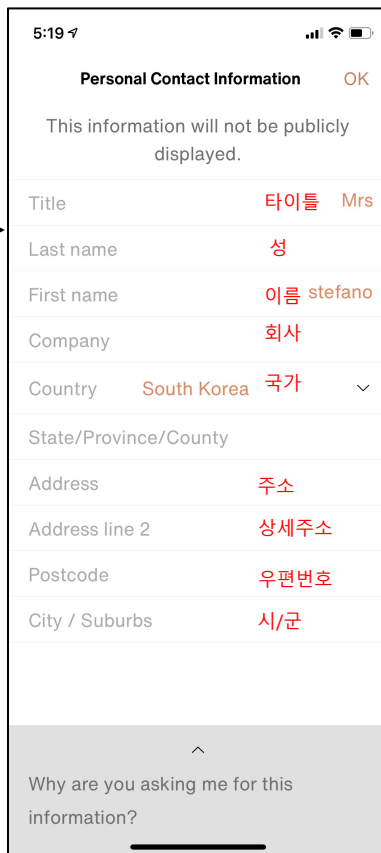 5:19
Personal Contact Information OK
This information will not be publicly
displayed.
Title 타이틀 Mrs
Last name 성
First name 이름 stefano
Company 회사
Country South Korea 국가
State/Province/County
Address 주소
Address line 2 상세주소
Postcode 우편번호
City / Suburbs 시/군
Why are you asking me for this
information?